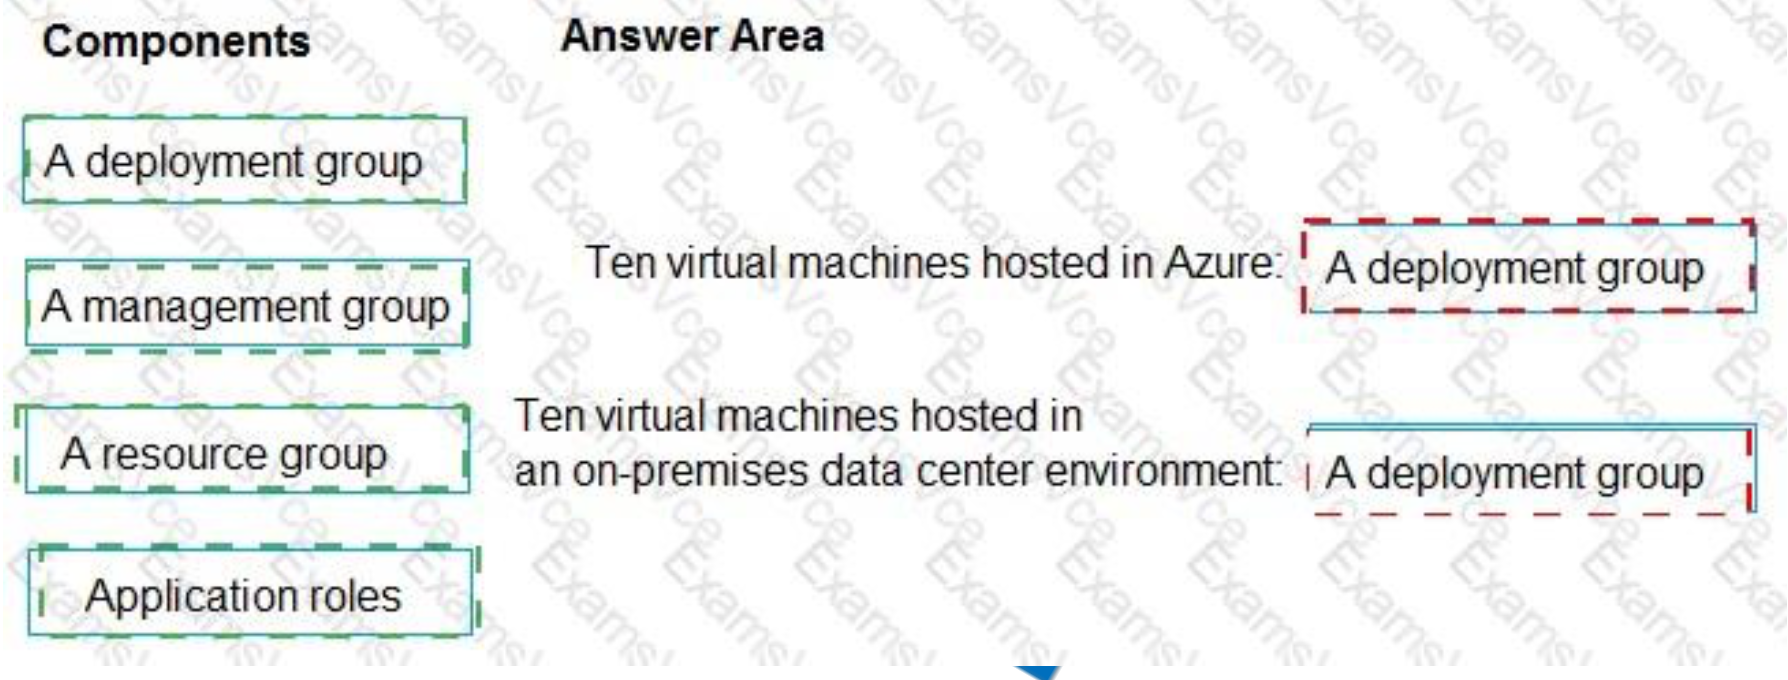 Components
Answer Area
A deployment group
A management group
A resource group
Application roles
Ten virtual machines hosted in Azure:
A deployment group
Ten virtual machines hosted in
an on-premises data center environment:
A deployment group
ExamsVce